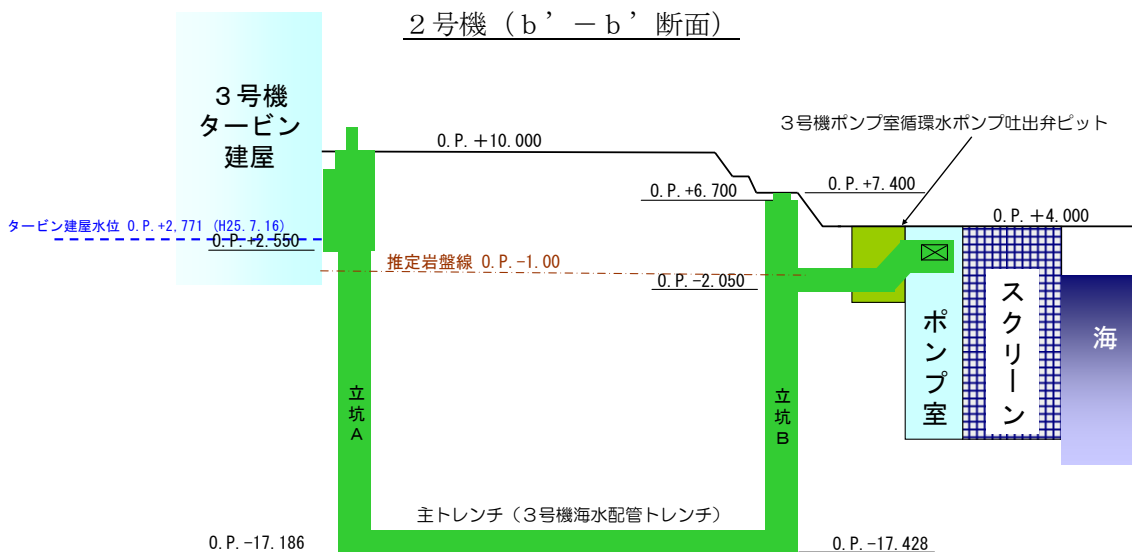 ２号機（ｂ’－ｂ’断面）
３号機
タービン
建屋
３号機ポンプ室循環水ポンプ吐出弁ピット
O.P.+10.000
O.P.+6.700
O.P.+7.400
O.P.+4.000
タービン建屋水位 O.P.+2,771 (H25.7.16)
O.P.+2.550
推定岩盤線 O.P.-1.00
O.P.-2.050
ポンプ室
スクリーン
海
立坑A
立坑B
主トレンチ（３号機海水配管トレンチ）
O.P.-17.186
O.P.-17.428